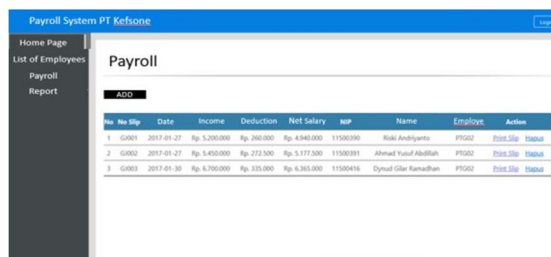 Payroll System PT Kefsone
Home Page
List of Employees
Payroll
Report
Payroll
ADD
No No Slip Date Income Deduction Net Salary NIP Name Employe Action
1 GJ001 2017-01-27 Rp. 5.200.000 Rp. 260.000 Rp. 4.940.000 11500390 Riski Andriyanto PTG02 Print Slip Hapus
2 GJ002 2017-01-27 Rp. 5.450.000 Rp. 272.500 Rp. 5.177.500 11500391 Ahmad Yusuf Abdillah PTG02 Print Slip Hapus
3 GJ003 2017-01-30 Rp. 6.700.000 Rp. 335.000 Rp. 6.365.000 11500416 Dynud Gilar Ramadhan PTG02 Print Slip Hapus